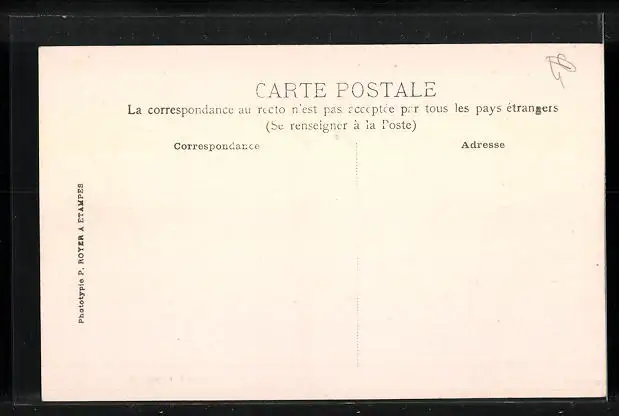 CARTE POSTALE
La correspondance au recto n'est pas acceptée par tous les pays étrangers
(Se renseigner à la Poste)
Correspondance
Adresse
Phototypie P. ROYER A ETAMPES